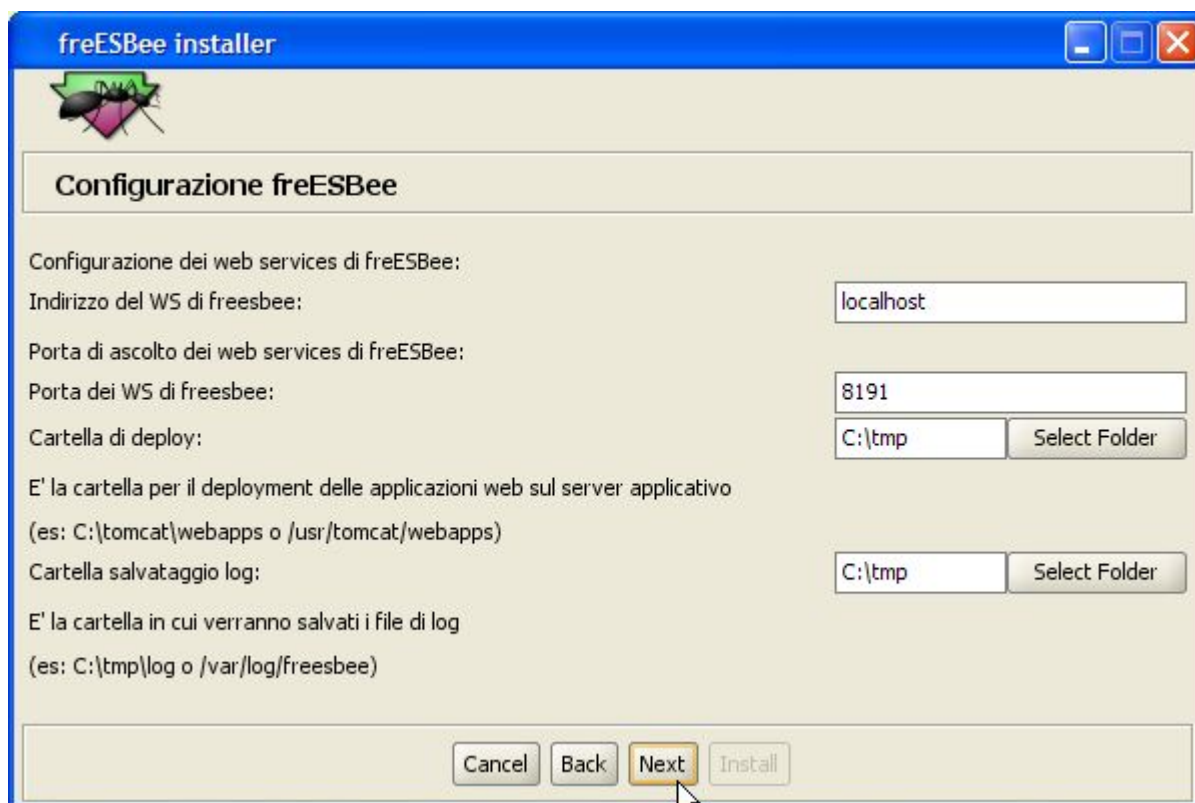 freESBee installer
Configurazione freESBee
Configurazione dei web services di freESBee:
Indirizzo del WS di freesbee: localhost
Porta di ascolto dei web services di freESBee:
Porta dei WS di freesbee: 8191
Cartella di deploy: C:\tmp Select Folder
E' la cartella per il deployment delle applicazioni web sul server applicativo
(es: C:\tomcat\webapps o /usr/tomcat/webapps)
Cartella salvataggio log: C:\tmp Select Folder
E' la cartella in cui verranno salvati i file di log
(es: C:\tmp\log o /var/log/freesbee)
Cancel Back Next Install